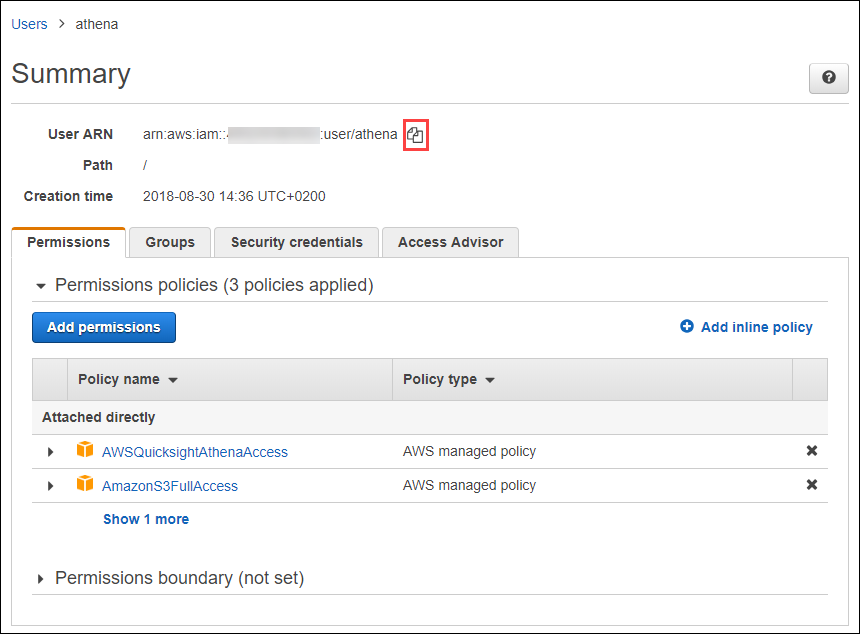 Users > athena
Summary
User ARN arn:aws:iam:: :user/athena
Path /
Creation time 2018-08-30 14:36 UTC+0200
Permissions Groups Security credentials Access Advisor
Permissions policies (3 policies applied)
Add permissions Add inline policy
Policy name Policy type
Attached directly
AWSQuicksightAthenaAccess AWS managed policy
AmazonS3FullAccess AWS managed policy
Show 1 more
Permissions boundary (not set)